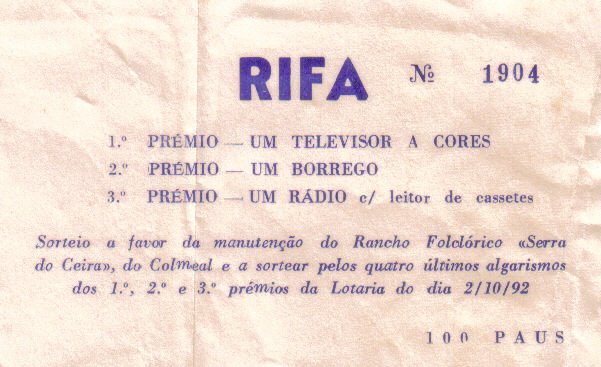 RIFA Nº 1904
1.º PRÉMIO — UM TELEVISOR A CORES
2.º PRÉMIO — UM BORREGO
3.º PRÉMIO — UM RÁDIO c/ leitor de cassetes
Sorteio a favor da manutenção do Rancho Folclórico «Serra
do Ceira», do Colmeal e a sortear pelos quatro últimos algarismos
dos 1.º, 2.º e 3.º prémios da Lotaria do dia 2/10/92
100 PAUS